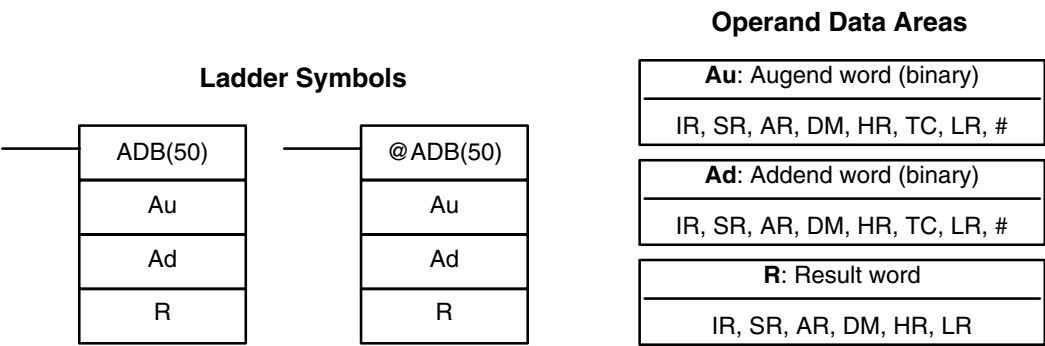 Ladder Symbols
ADB(50)
Au
Ad
R
@ADB(50)
Au
Ad
R
Operand Data Areas
Au: Augend word (binary)
IR, SR, AR, DM, HR, TC, LR, #
Ad: Addend word (binary)
IR, SR, AR, DM, HR, TC, LR, #
R: Result word
IR, SR, AR, DM, HR, LR